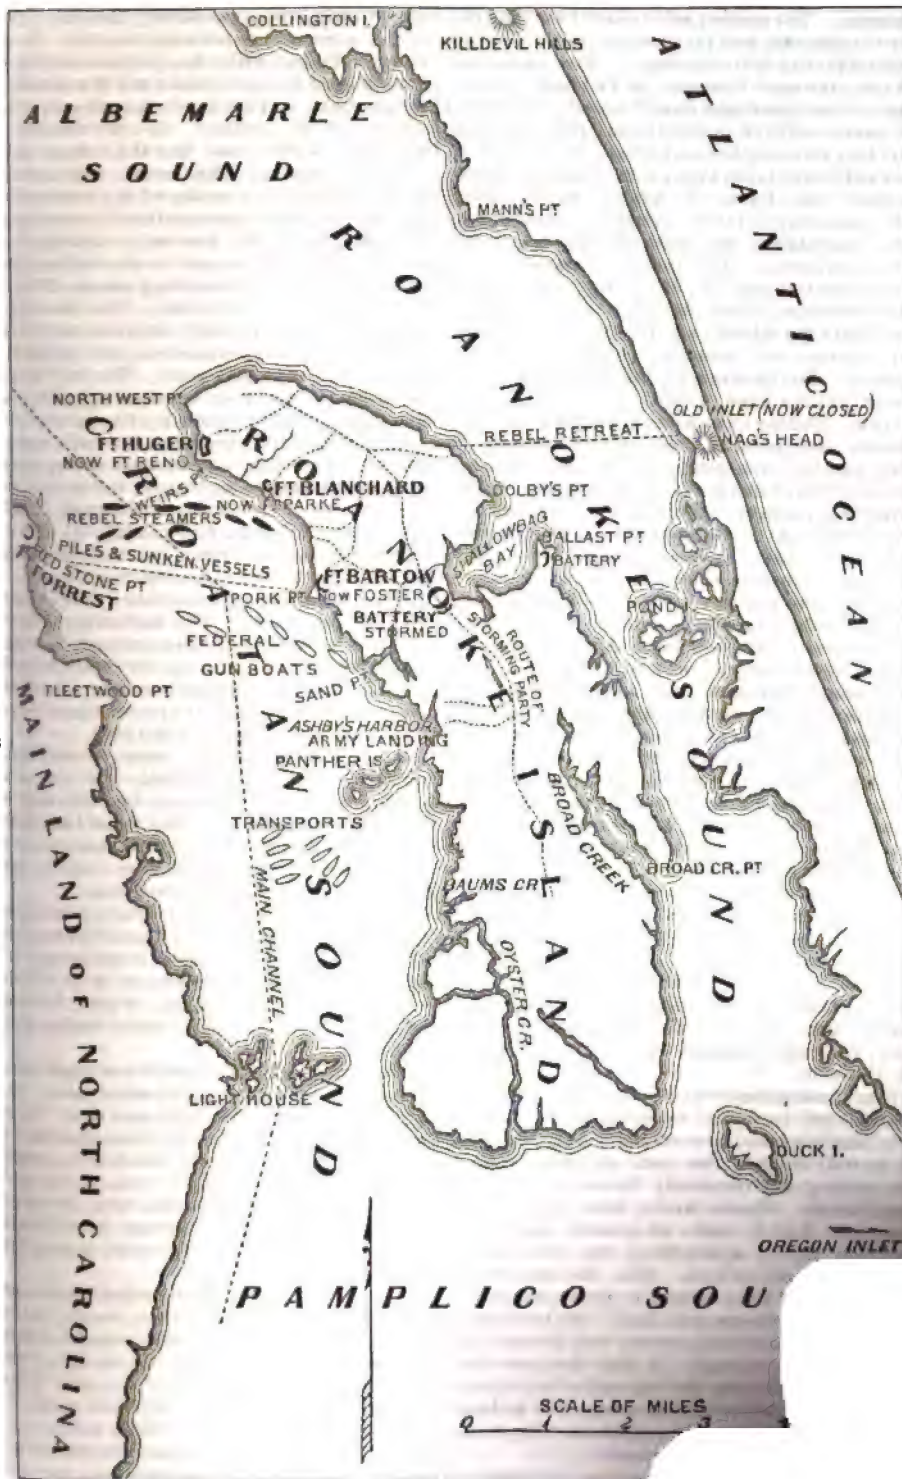 COLLINGTON I.
KILLDEVIL HILLS
ATLANTIC OCEAN
ALBEMARLE
SOUND
MANN'S PT
ROANOKE SOUND
NORTH WEST PT
CROATAN SOUND
ROANOKE ISLAND
OLD INLET (NOW CLOSED)
REBEL RETREAT
NAGS HEAD
FT HUGER
NOW FT RENO
WEIRS PT
FT BLANCHARD
NOW FT PARKE
DOLBY'S PT
REBEL STEAMERS
SHALLOWBAG
BAY
BALLAST PT
BATTERY
PILES & SUNKEN VESSELS
RED STONE PT
FORREST
FT BARTOW
NOW FOSTER
PORK PT
BATTERY
STORMED
POND I.
FEDERAL
GUN BOATS
ROUTE OF
STORMING PARTY
SAND PT
FLEETWOOD PT
MAIN LAND OF NORTH CAROLINA
ASHBY'S HARBOR
ARMY LANDING
PANTHER IS.
TRANSPORTS
BROAD CREEK
BROAD CR. PT
BAUMS CR.
MAIN CHANNEL
OYSTER CR.
LIGHT HOUSE
DUCK I.
OREGON INLET
PAMPLICO SOU
SCALE OF MILES
0 1 2 3